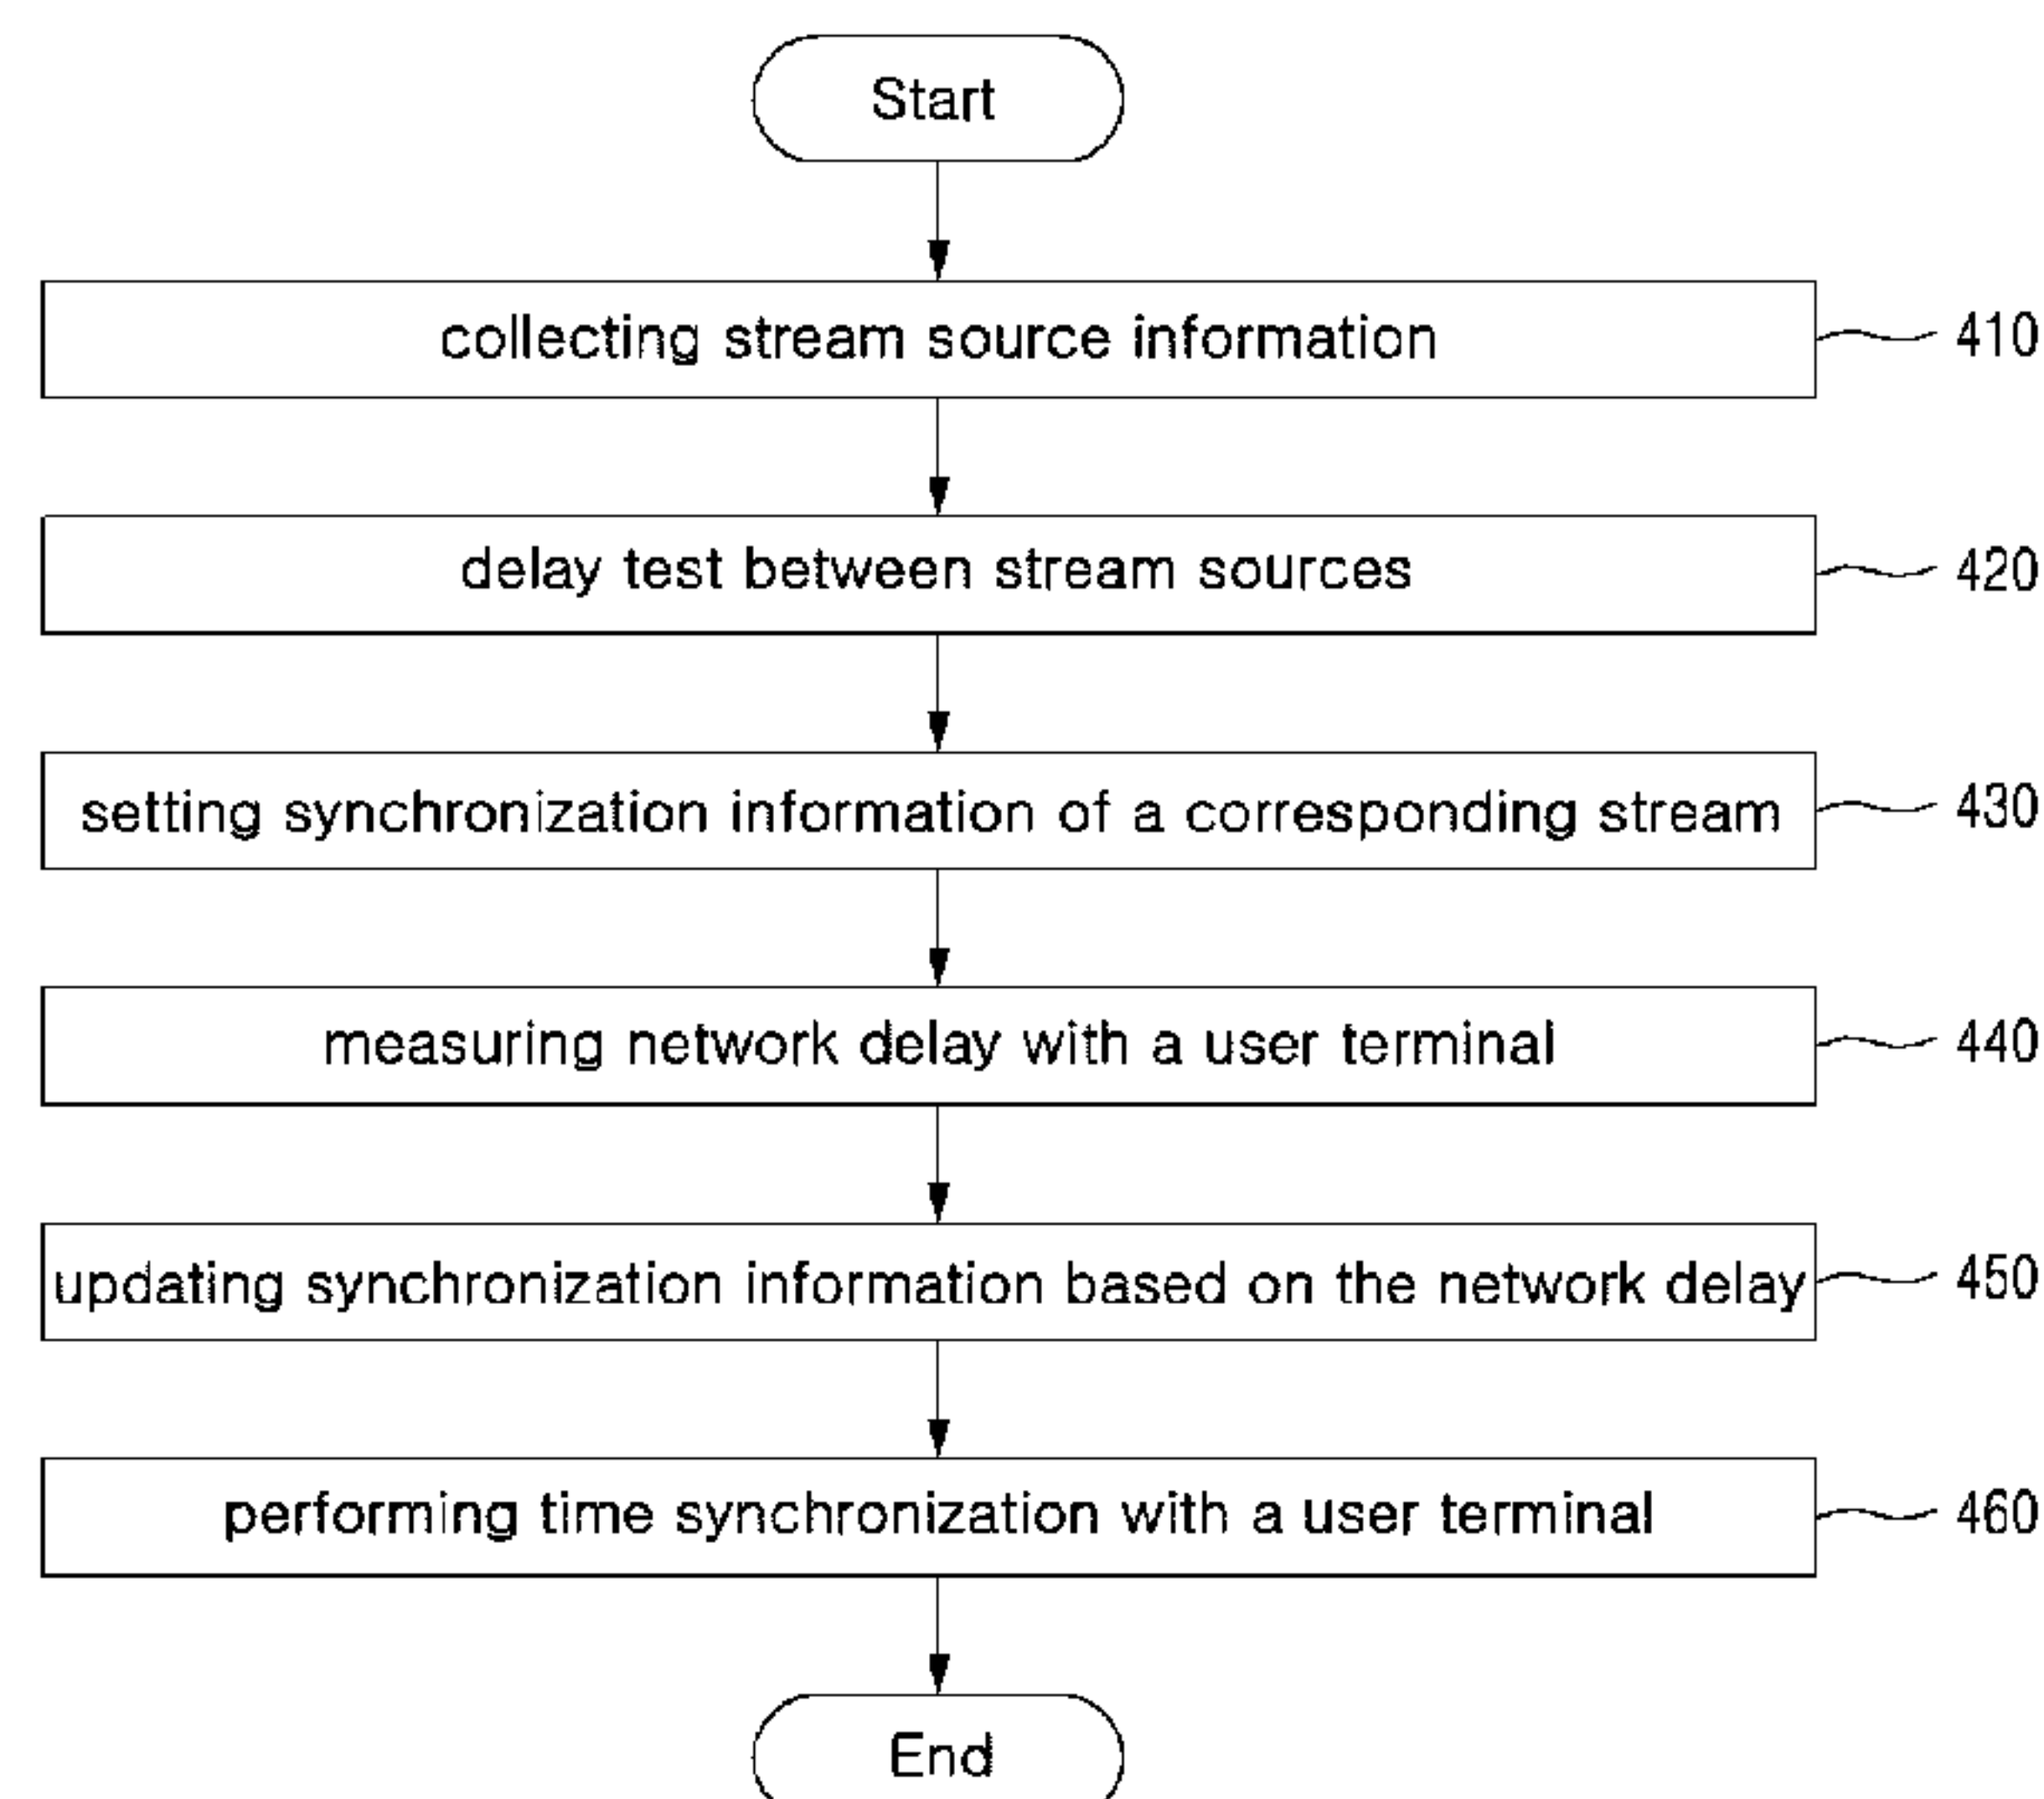 Start
collecting stream source information 410
delay test between stream sources 420
setting synchronization information of a corresponding stream 430
measuring network delay with a user terminal 440
updating synchronization information based on the network delay 450
performing time synchronization with a user terminal 460
End